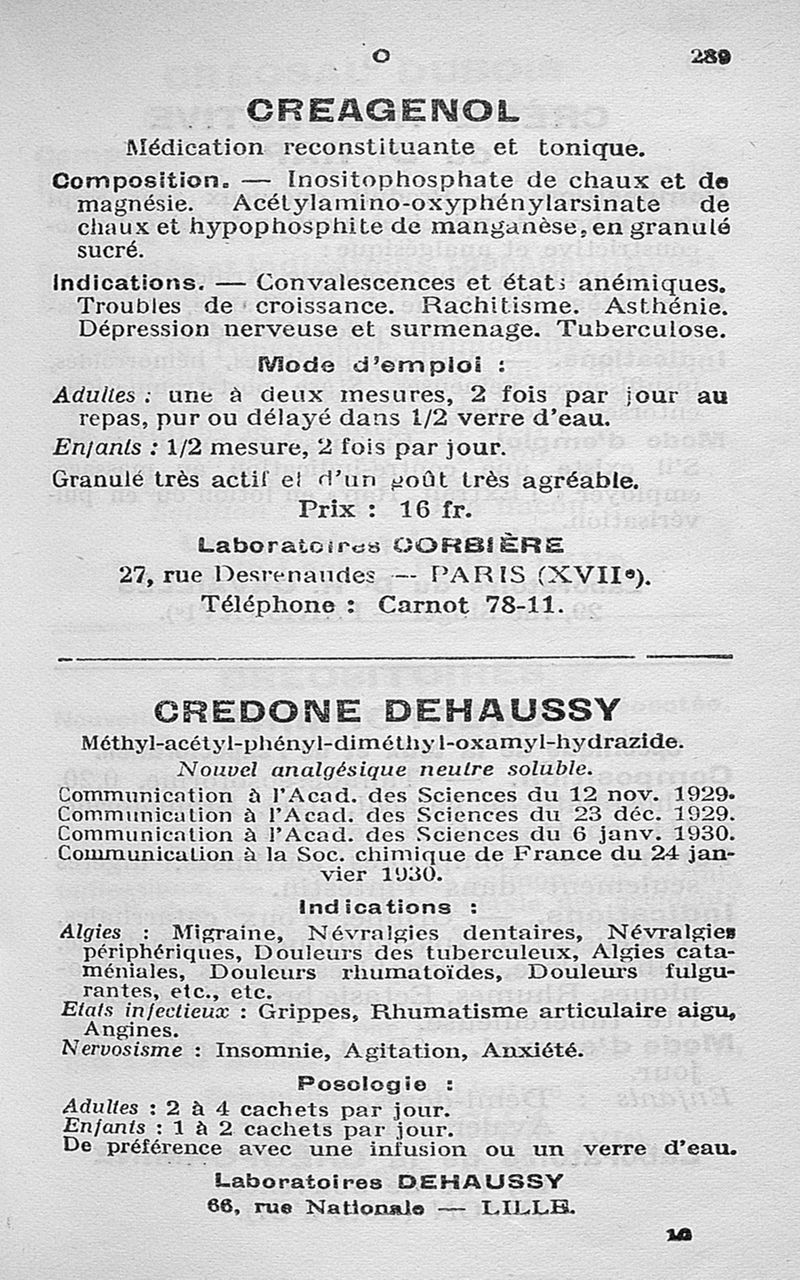 O 289
CREAGENOL
Médication reconstituante et tonique.
Composition. — Inositophosphate de chaux et de
magnésie. Acétylamino-oxyphénylarsinate de
chaux et hypophosphite de manganèse, en granulé
sucré.
Indications. — Convalescences et états anémiques.
Troubles de croissance. Rachitisme. Asthénie.
Dépression nerveuse et surmenage. Tuberculose.
Mode d'emploi :
Adultes : une à deux mesures, 2 fois par jour au
repas, pur ou délayé dans 1/2 verre d'eau.
Enfants : 1/2 mesure, 2 fois par jour.
Granulé très actif et d'un goût très agréable.
Prix : 16 fr.
Laboratoires CORBIÈRE
27, rue Desrenaudes — PARIS (XVIIe).
Téléphone : Carnot 78-11.
CREDONE DEHAUSSY
Méthyl-acétyl-phényl-diméthyl-oxamyl-hydrazide.
Nouvel analgésique neutre soluble.
Communication à l'Acad. des Sciences du 12 nov. 1929.
Communication à l'Acad. des Sciences du 23 déc. 1929.
Communication à l'Acad. des Sciences du 6 janv. 1930.
Communication à la Soc. chimique de France du 24 jan-
vier 1930.
Indications :
Algies : Migraine, Névralgies dentaires, Névralgies
périphériques, Douleurs des tuberculeux, Algies cata-
méniales, Douleurs rhumatoïdes, Douleurs fulgu-
rantes, etc., etc.
Etats infectieux : Grippes, Rhumatisme articulaire aigu,
Angines.
Nervosisme : Insomnie, Agitation, Anxiété.
Posologie :
Adultes : 2 à 4 cachets par jour.
Enfants : 1 à 2 cachets par jour.
De préférence avec une infusion ou un verre d'eau.
Laboratoires DEHAUSSY
66, rue Nationale — LILLE.